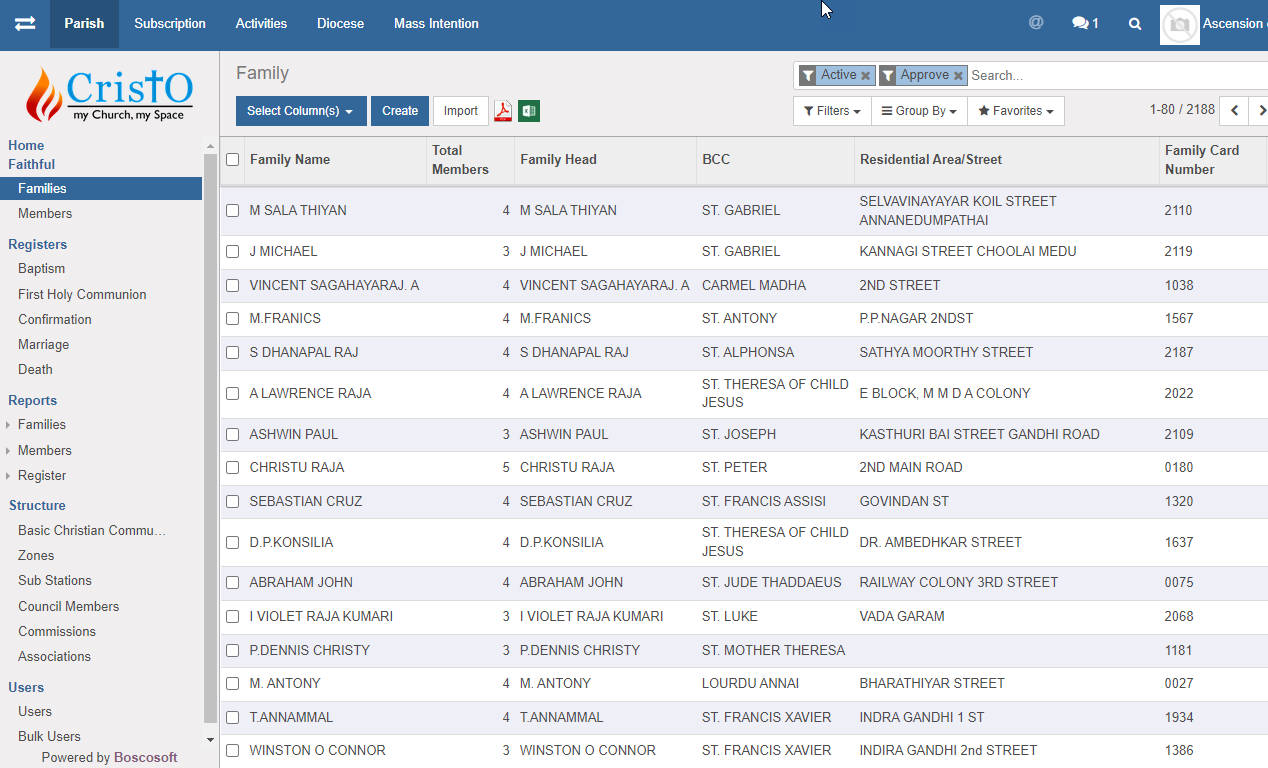 Parish Subscription Activities Diocese Mass Intention @ 1 Ascension
CristO
my Church, my Space
Home
Faithful
Families
Members
Registers
Baptism
First Holy Communion
Confirmation
Marriage
Death
Reports
Families
Members
Register
Structure
Basic Christian Commu...
Zones
Sub Stations
Council Members
Commissions
Associations
Users
Users
Bulk Users
Powered by Boscosoft
Family
Active Approve Search...
Select Column(s) Create Import
Filters Group By Favorites 1-80 / 2188
Family Name Total Members Family Head BCC Residential Area/Street Family Card Number
M SALA THIYAN 4 M SALA THIYAN ST. GABRIEL SELVAVINAYAYAR KOIL STREET ANNANEDUMPATHAI 2110
J MICHAEL 3 J MICHAEL ST. GABRIEL KANNAGI STREET CHOOLAI MEDU 2119
VINCENT SAGAHAYARAJ. A 4 VINCENT SAGAHAYARAJ. A CARMEL MADHA 2ND STREET 1038
M.FRANICS 4 M.FRANICS ST. ANTONY P.P.NAGAR 2NDST 1567
S DHANAPAL RAJ 4 S DHANAPAL RAJ ST. ALPHONSA SATHYA MOORTHY STREET 2187
A LAWRENCE RAJA 4 A LAWRENCE RAJA ST. THERESA OF CHILD JESUS E BLOCK, M M D A COLONY 2022
ASHWIN PAUL 3 ASHWIN PAUL ST. JOSEPH KASTHURI BAI STREET GANDHI ROAD 2109
CHRISTU RAJA 5 CHRISTU RAJA ST. PETER 2ND MAIN ROAD 0180
SEBASTIAN CRUZ 4 SEBASTIAN CRUZ ST. FRANCIS ASSISI GOVINDAN ST 1320
D.P.KONSILIA 4 D.P.KONSILIA ST. THERESA OF CHILD JESUS DR. AMBEDHKAR STREET 1637
ABRAHAM JOHN 4 ABRAHAM JOHN ST. JUDE THADDAEUS RAILWAY COLONY 3RD STREET 0075
I VIOLET RAJA KUMARI 3 I VIOLET RAJA KUMARI ST. LUKE VADA GARAM 2068
P.DENNIS CHRISTY 3 P.DENNIS CHRISTY ST. MOTHER THERESA 1181
M. ANTONY 4 M. ANTONY LOURDU ANNAI BHARATHIYAR STREET 0027
T.ANNAMMAL 4 T.ANNAMMAL ST. FRANCIS XAVIER INDRA GANDHI 1 ST 1934
WINSTON O CONNOR 3 WINSTON O CONNOR ST. FRANCIS XAVIER INDIRA GANDHI 2nd STREET 1386